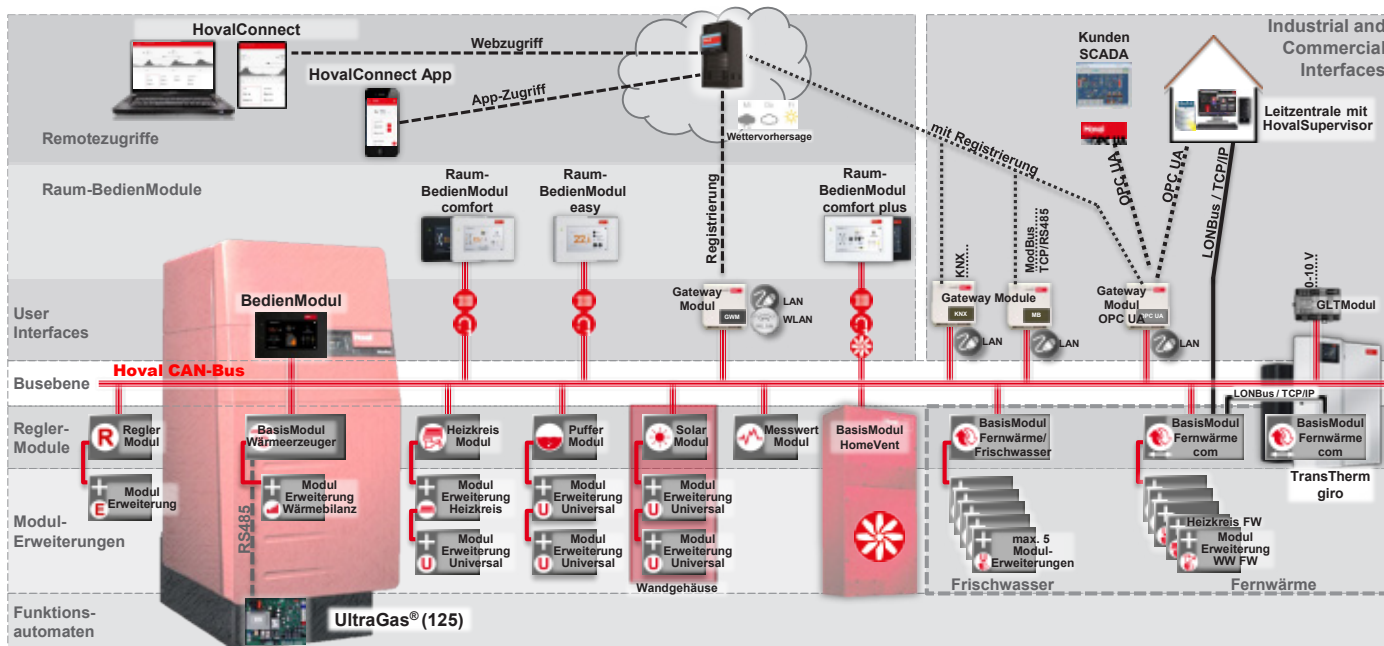 HovalConnect
Webzugriff
HovalConnect App
App-Zugriff
Wettervorhersage
Remotezugriffe
Industrial and
Commercial
Interfaces
Kunden
SCADA
Hoval
Leitzentrale mit
HovalSupervisor
mit Registrierung
OPC UA
OPC UA
LONBus / TCP/IP
Registrierung
Raum-BedienModule
Raum-
BedienModul
comfort
Raum-
BedienModul
easy
Raum-
BedienModul
comfort plus
KNX
ModBus
TCP/RS485
0-10 V
User
Interfaces
BedienModul
Gateway
Modul
GWM
LAN
WLAN
Gateway Module
KNX
LAN
MB
LAN
Gateway
Modul
OPC UA
OPC UA
LAN
GLTModul
Busebene
Hoval CAN-Bus
LONBus / TCP/IP
Regler-
Module
R
Regler
Modul
BasisModul
Wärmeerzeuger
Heizkreis
Modul
Puffer
Modul
Solar
Modul
Messwert
Modul
BasisModul
HomeVent
BasisModul
Fernwärme/
Frischwasser
BasisModul
Fernwärme
com
BasisModul
Fernwärme
com
TransTherm
giro
Modul-
Erweiterungen
E
Modul
Erweiterung
Modul
Erweiterung
Wärmebilanz
RS485
Modul
Erweiterung
Heizkreis
U
Modul
Erweiterung
Universal
U
Modul
Erweiterung
Universal
U
Modul
Erweiterung
Universal
U
Modul
Erweiterung
Universal
U
Modul
Erweiterung
Universal
Wandgehäuse
max. 5
Modul-
Erweiterungen
Frischwasser
Heizkreis FW
Modul
Erweiterung
WW FW
Fernwärme
Funktions-
automaten
UltraGas® (125)